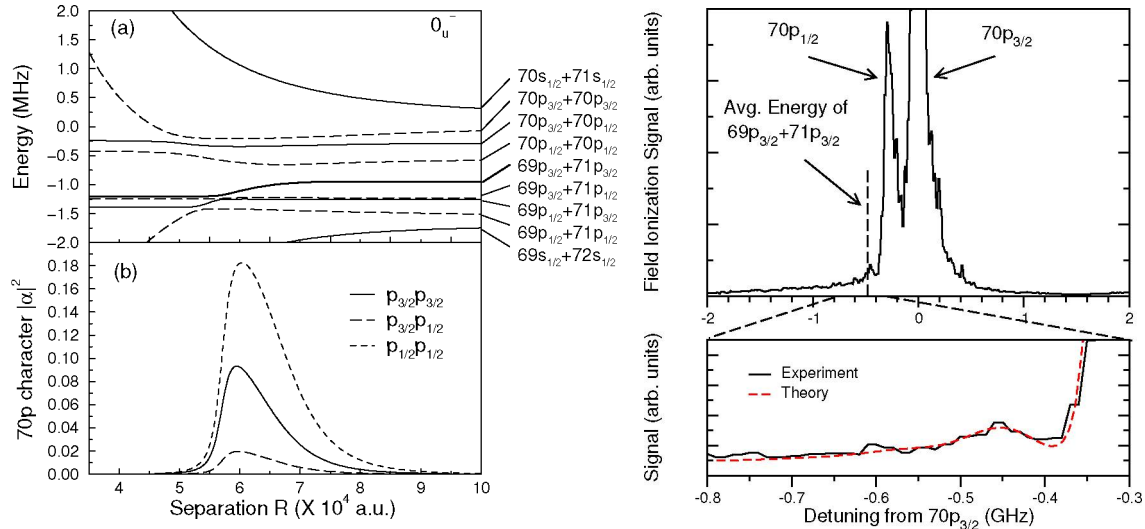 (a)
0u⁻
Energy (MHz)
2.0
1.5
1.0
0.5
0.0
−0.5
−1.0
−1.5
−2.0
70s1/2+71s1/2
70p3/2+70p3/2
70p3/2+70p1/2
70p1/2+70p1/2
69p3/2+71p3/2
69p3/2+71p1/2
69p1/2+71p3/2
69p1/2+71p1/2
69s1/2+72s1/2
(b)
70p character |α|²
0.18
0.16
0.14
0.12
0.10
0.08
0.06
0.04
0.02
0.00
p3/2p3/2
p3/2p1/2
p1/2p1/2
4 5 6 7 8 9 10
Separation R (X 10⁴ a.u.)
Field Ionization Signal (arb. units)
70p1/2
70p3/2
Avg. Energy of
69p3/2+71p3/2
-2 -1 0 1 2
Signal (arb. units)
Experiment
Theory
-0.8 -0.7 -0.6 -0.5 -0.4 -0.3
Detuning from 70p3/2 (GHz)